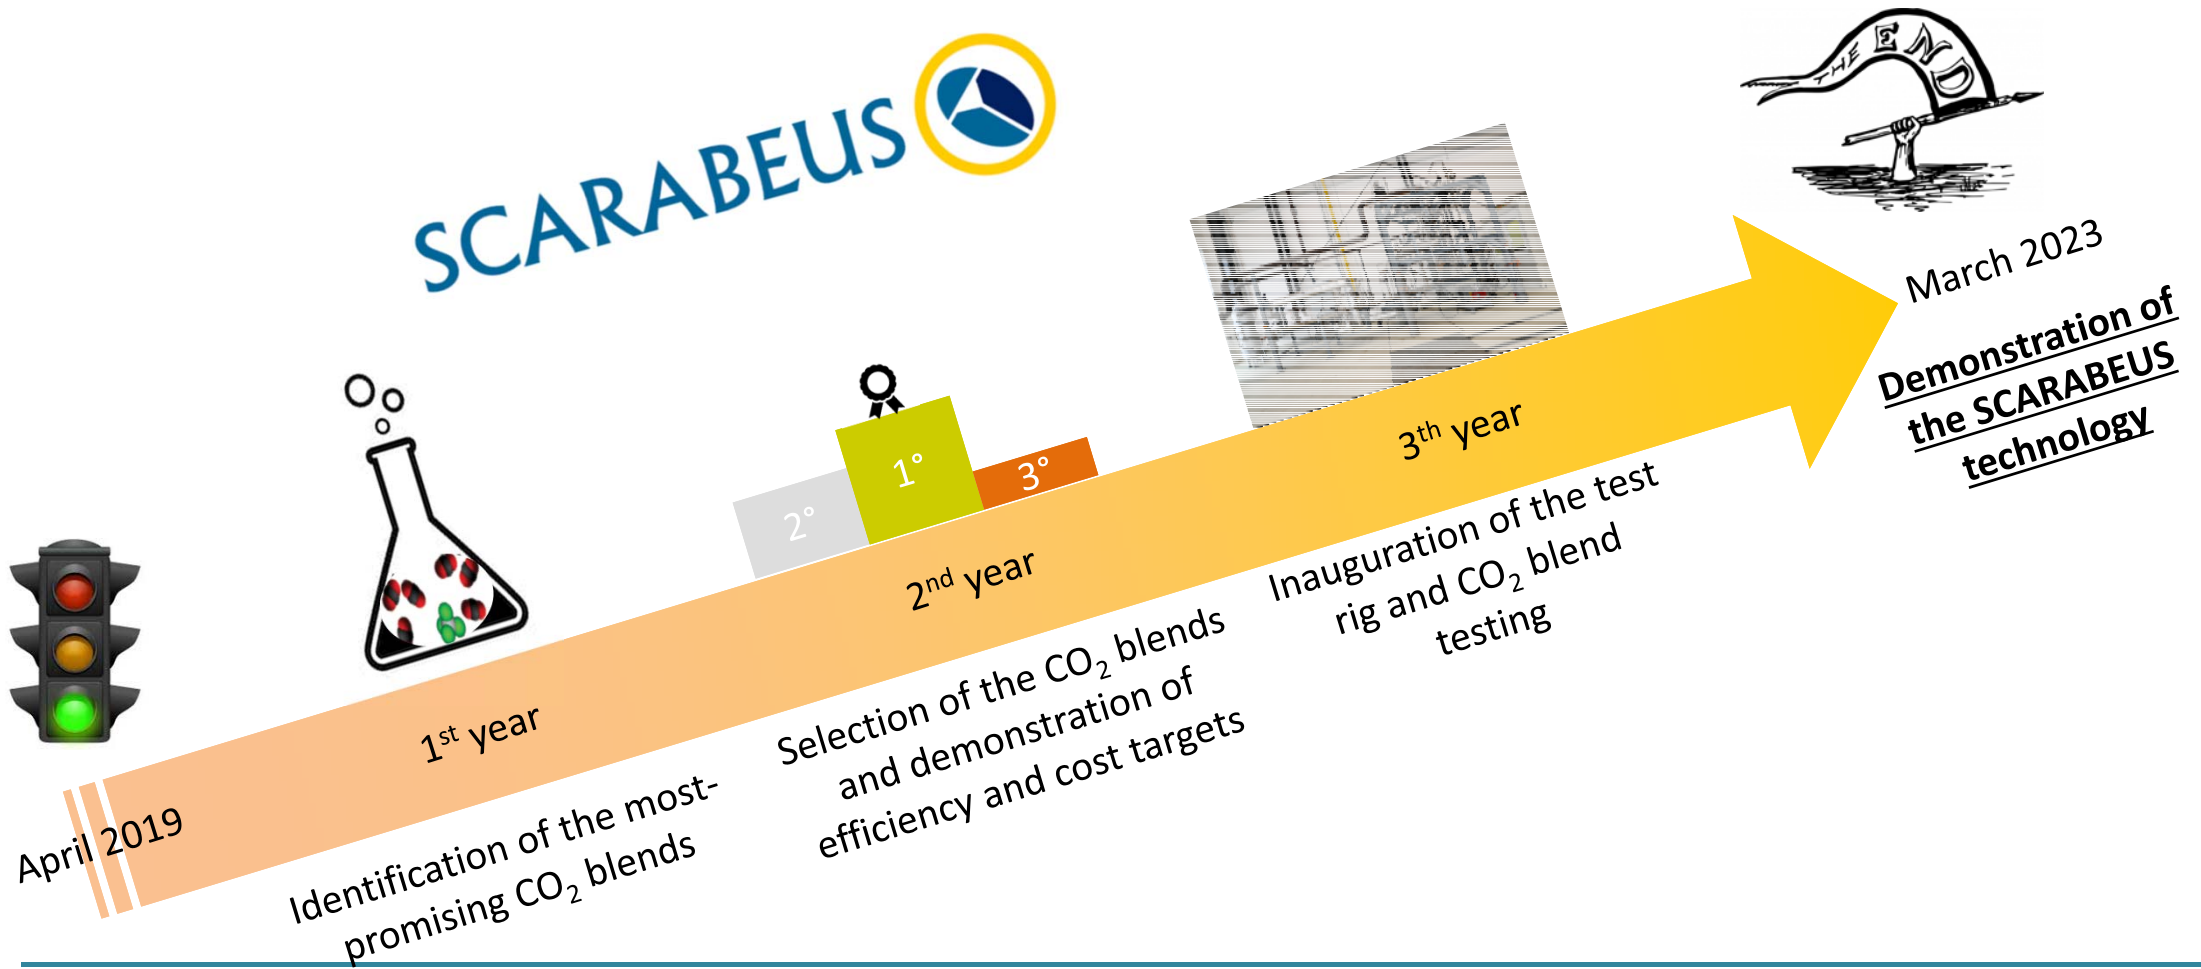 SCARABEUS
THE END
April 2019
1st year
Identification of the most-
promising CO2 blends
2°
1°
3°
2nd year
Selection of the CO2 blends
and demonstration of
efficiency and cost targets
3th year
Inauguration of the test
rig and CO2 blend
testing
March 2023
Demonstration of
the SCARABEUS
technology